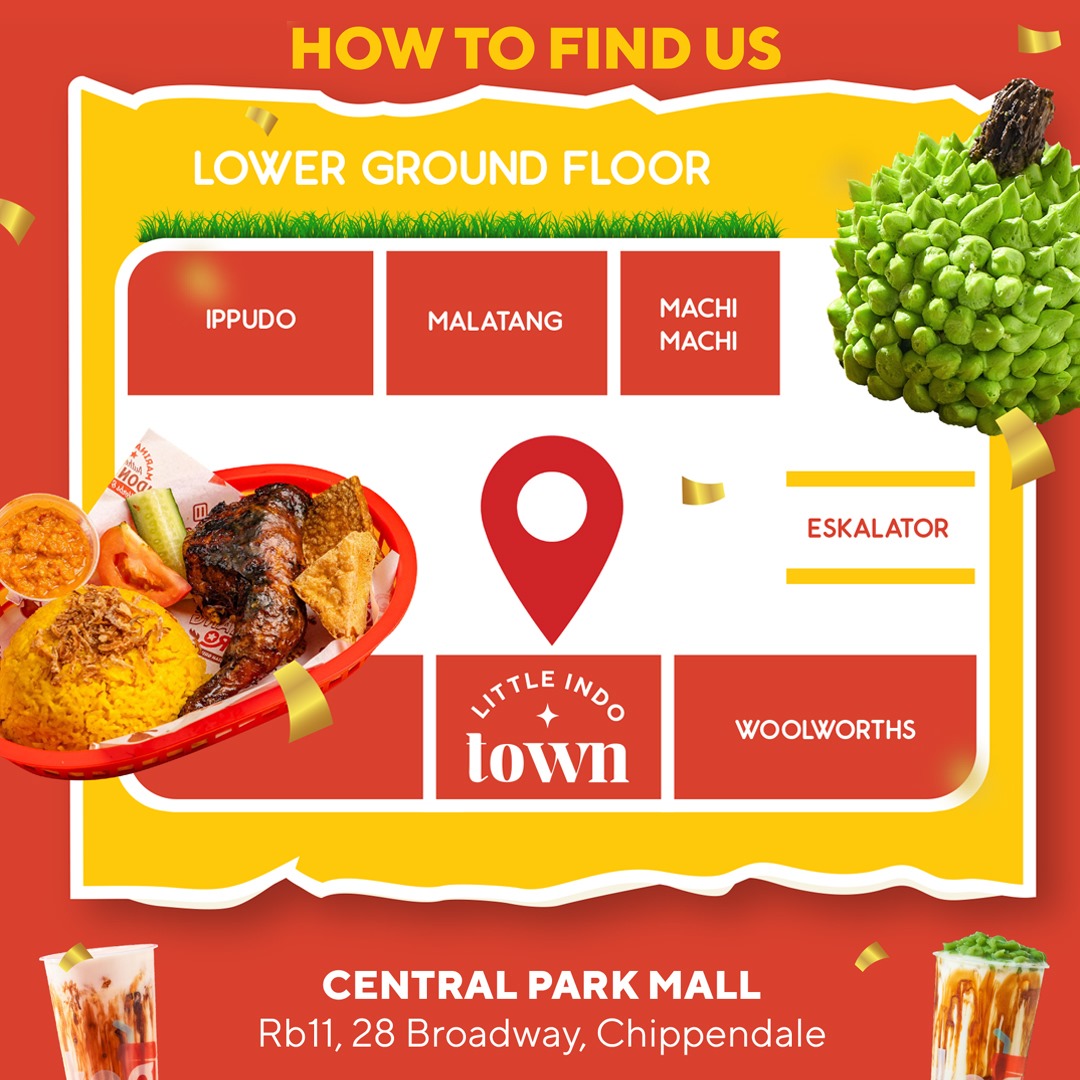 HOW TO FIND US
LOWER GROUND FLOOR
IPPUDO
MALATANG
MACHI
MACHI
ESKALATOR
LITTLE INDO
town
WOOLWORTHS
CENTRAL PARK MALL
Rb11, 28 Broadway, Chippendale